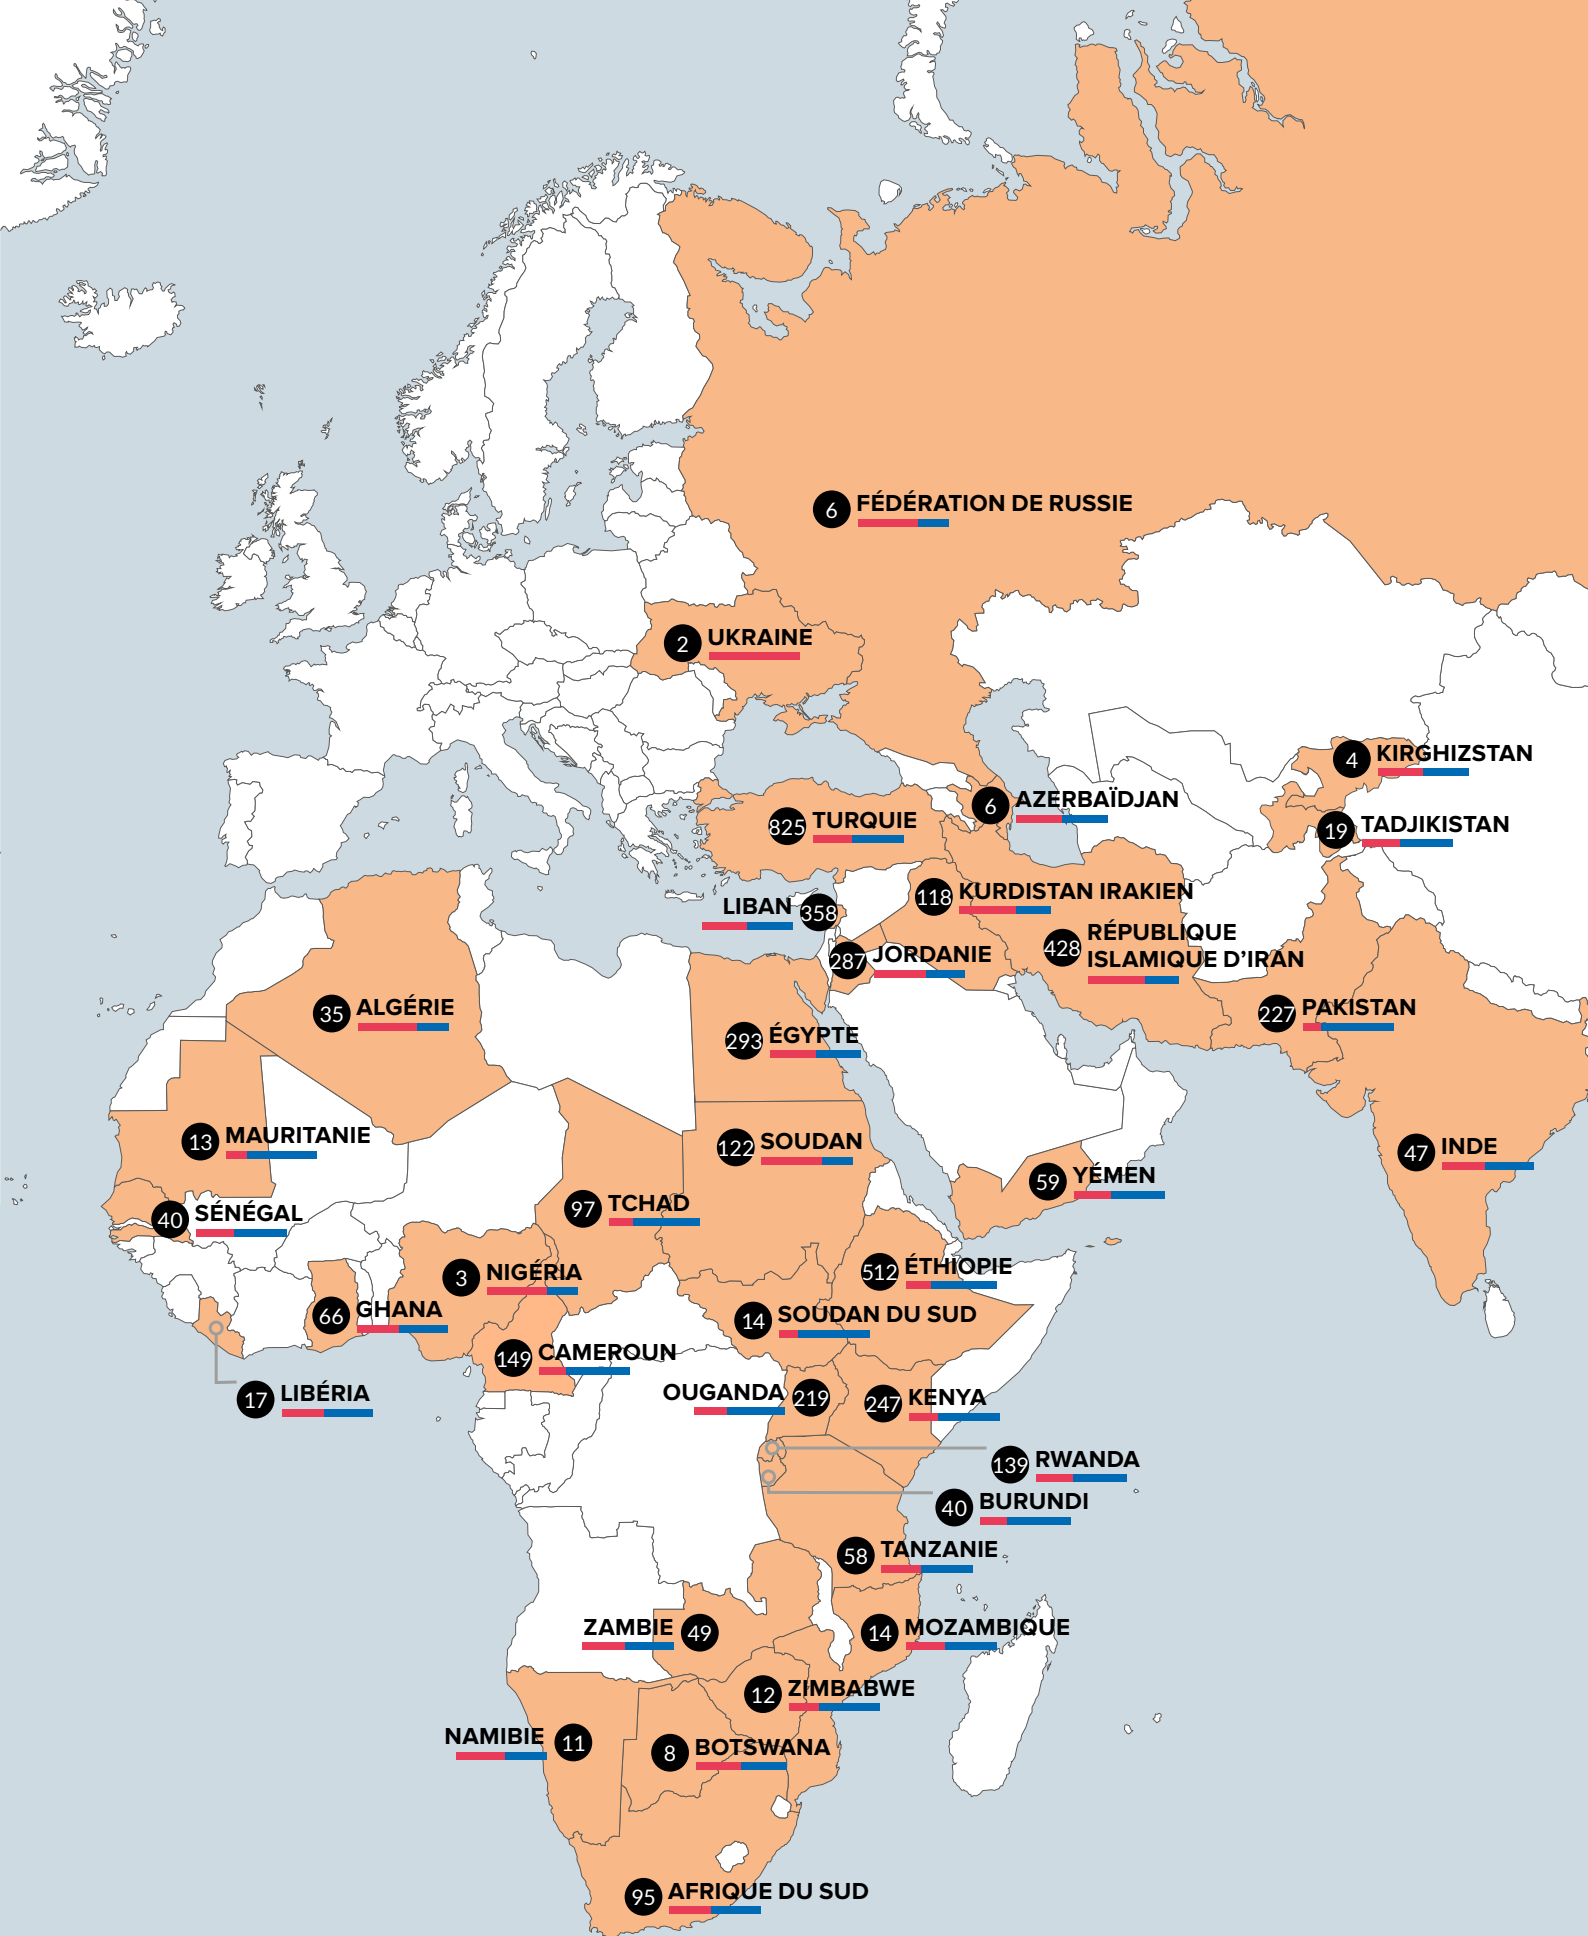 6 FÉDÉRATION DE RUSSIE
2 UKRAINE
4 KIRGHIZSTAN
6 AZERBAÏDJAN
825 TURQUIE
19 TADJIKISTAN
118 KURDISTAN IRAKIEN
LIBAN 358
428 RÉPUBLIQUE
ISLAMIQUE D'IRAN
287 JORDANIE
35 ALGÉRIE
227 PAKISTAN
293 ÉGYPTE
13 MAURITANIE
122 SOUDAN
47 INDE
59 YÉMEN
97 TCHAD
40 SÉNÉGAL
512 ÉTHIOPIE
3 NIGÉRIA
66 GHANA
14 SOUDAN DU SUD
149 CAMEROUN
17 LIBÉRIA
OUGANDA 219
247 KENYA
139 RWANDA
40 BURUNDI
58 TANZANIE
ZAMBIE 49
14 MOZAMBIQUE
12 ZIMBABWE
NAMIBIE 11
8 BOTSWANA
95 AFRIQUE DU SUD